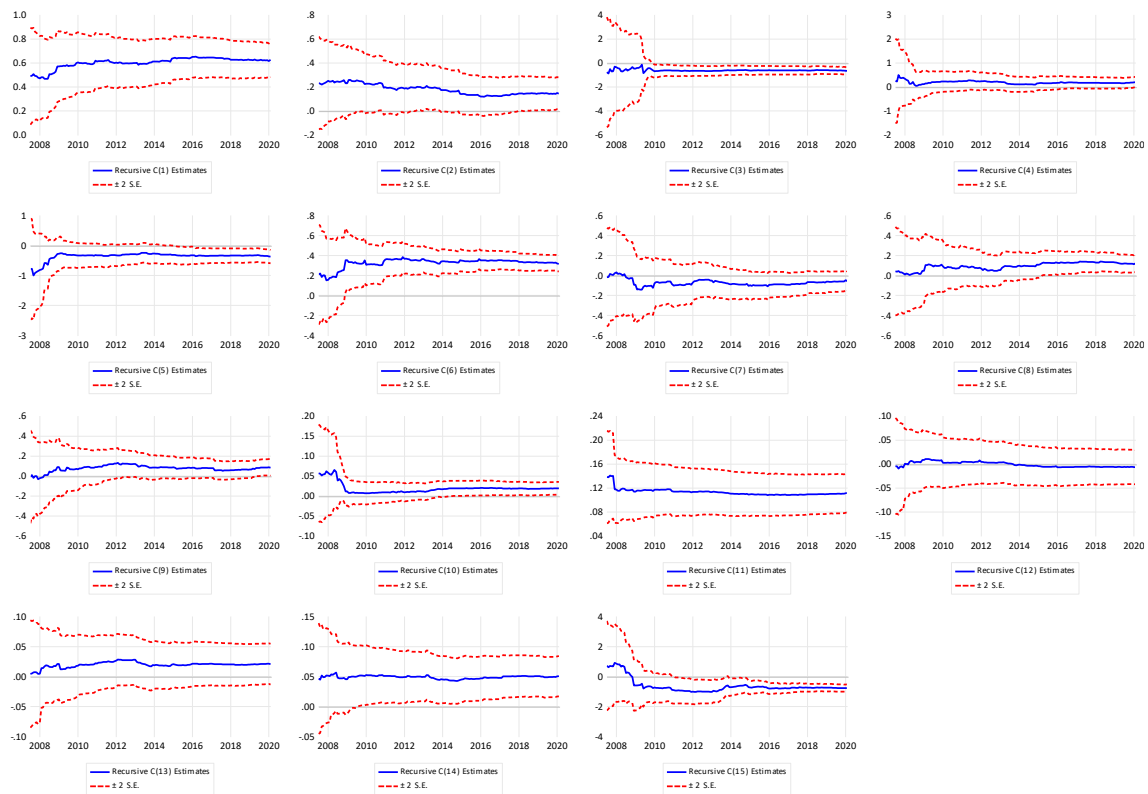 1.0
0.8
0.6
0.4
0.2
0.0
2008 2010 2012 2014 2016 2018 2020
Recursive C(1) Estimates
± 2 S.E.
.8
.6
.4
.2
.0
-.2
2008 2010 2012 2014 2016 2018 2020
Recursive C(2) Estimates
± 2 S.E.
4
2
0
-2
-4
-6
2008 2010 2012 2014 2016 2018 2020
Recursive C(3) Estimates
± 2 S.E.
3
2
1
0
-1
-2
2008 2010 2012 2014 2016 2018 2020
Recursive C(4) Estimates
± 2 S.E.
1
0
-1
-2
-3
2008 2010 2012 2014 2016 2018 2020
Recursive C(5) Estimates
± 2 S.E.
.8
.6
.4
.2
.0
-.2
-.4
2008 2010 2012 2014 2016 2018 2020
Recursive C(6) Estimates
± 2 S.E.
.6
.4
.2
.0
-.2
-.4
-.6
2008 2010 2012 2014 2016 2018 2020
Recursive C(7) Estimates
± 2 S.E.
.6
.4
.2
.0
-.2
-.4
-.6
2008 2010 2012 2014 2016 2018 2020
Recursive C(8) Estimates
± 2 S.E.
.6
.4
.2
.0
-.2
-.4
-.6
2008 2010 2012 2014 2016 2018 2020
Recursive C(9) Estimates
± 2 S.E.
.20
.15
.10
.05
.00
-.05
-.10
2008 2010 2012 2014 2016 2018 2020
Recursive C(10) Estimates
± 2 S.E.
.24
.20
.16
.12
.08
.04
2008 2010 2012 2014 2016 2018 2020
Recursive C(11) Estimates
± 2 S.E.
.10
.05
.00
-.05
-.10
-.15
2008 2010 2012 2014 2016 2018 2020
Recursive C(12) Estimates
± 2 S.E.
.10
.05
.00
-.05
-.10
2008 2010 2012 2014 2016 2018 2020
Recursive C(13) Estimates
± 2 S.E.
.15
.10
.05
.00
-.05
2008 2010 2012 2014 2016 2018 2020
Recursive C(14) Estimates
± 2 S.E.
4
2
0
-2
-4
2008 2010 2012 2014 2016 2018 2020
Recursive C(15) Estimates
± 2 S.E.